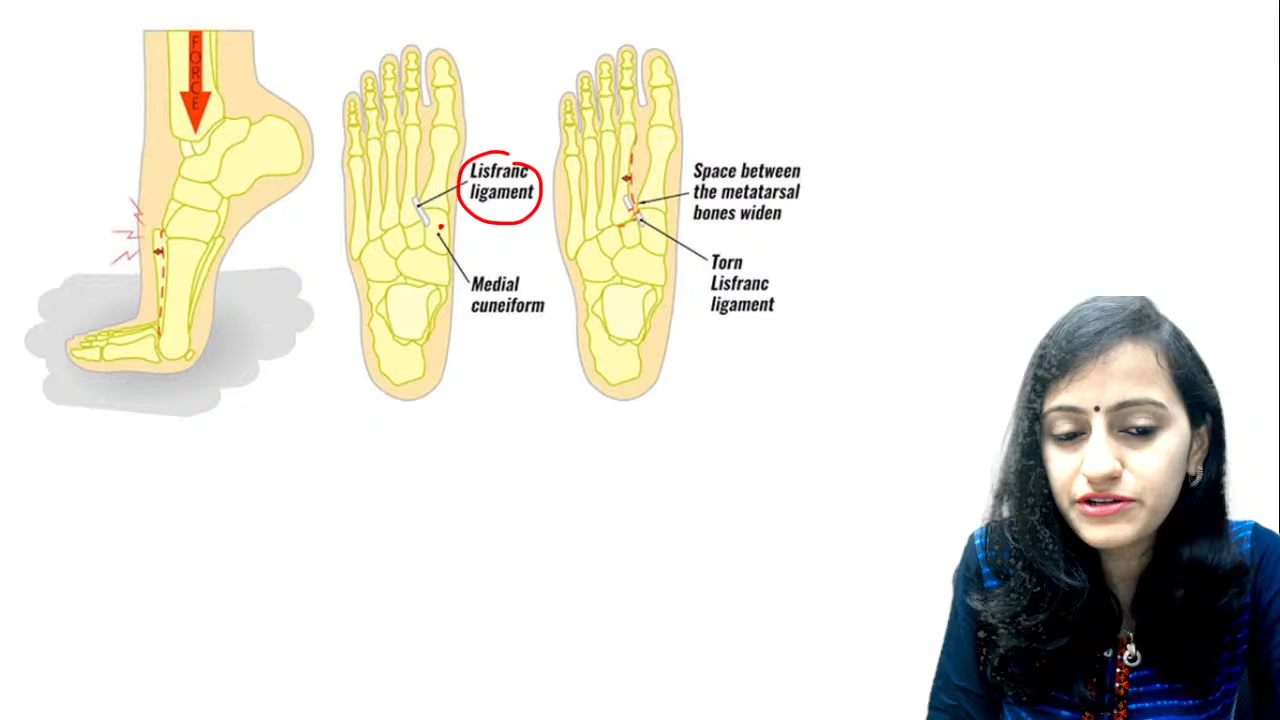 FORCE
Lisfranc
ligament
Medial
cuneiform
Space between
the metatarsal
bones widen
Torn
Lisfranc
ligament